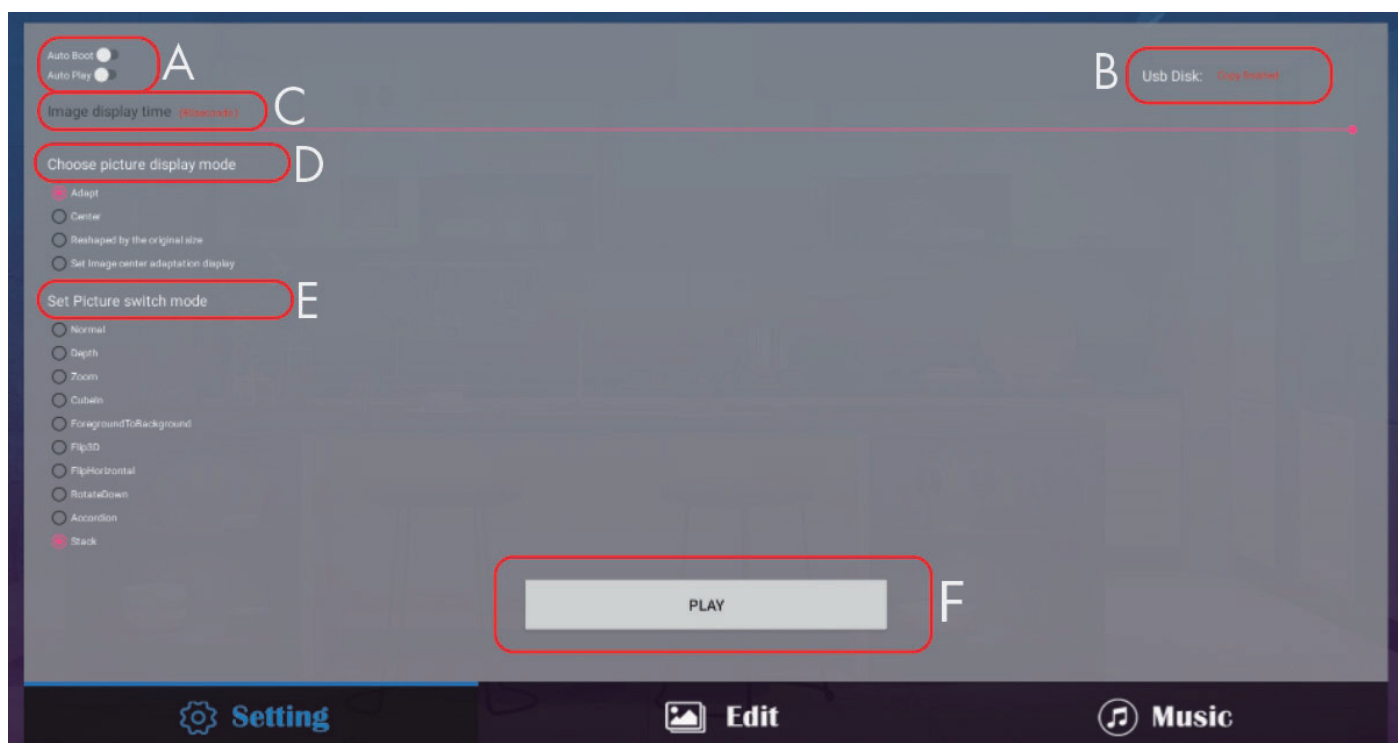 Auto Boot
A
Auto Play
B
Usb Disk:
Image display time
C
Choose picture display mode
D
Adapt
Center
Reshaped by the original size
Set Image center adaptation display
Set Picture switch mode
E
Normal
Depth
Zoom
CubeIn
ForegroundToBackground
Flip3D
FlipHorizontal
RotateDown
Accordion
Stack
PLAY
F
Setting
Edit
Music